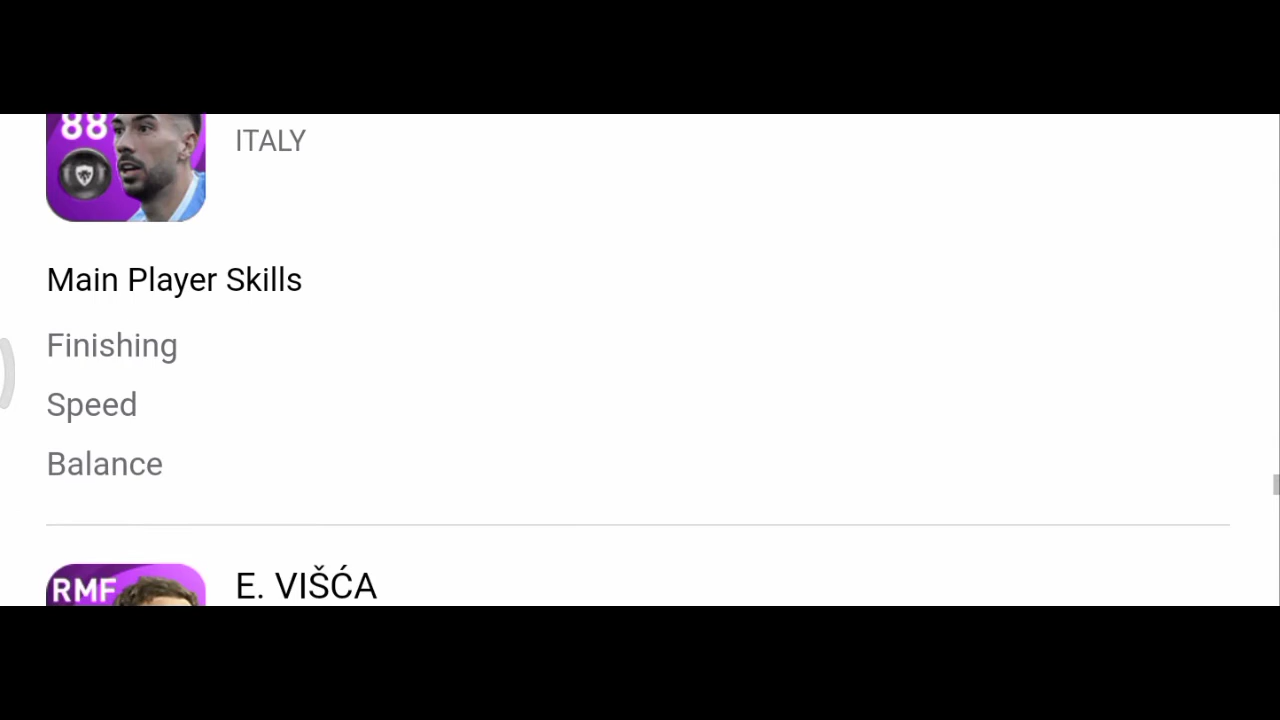 88
ITALY
Main Player Skills
Finishing
Speed
Balance
RMF
E. VIŠĆA